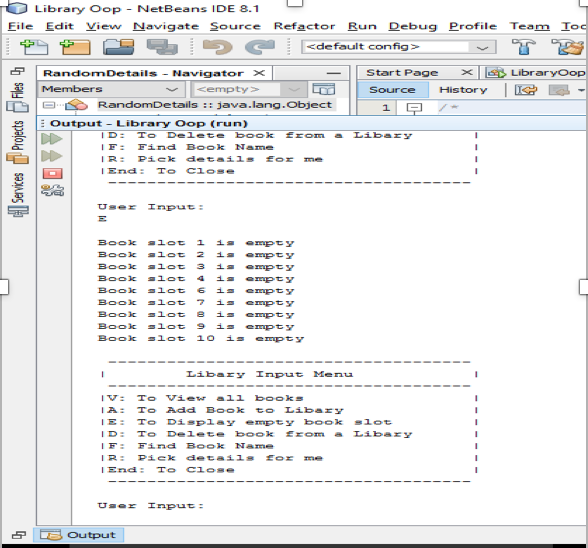 Library Oop - NetBeans IDE 8.1
File Edit View Navigate Source Refactor Run Debug Profile Team Too
<default config>
RandomDetails - Navigator
Start Page
LibraryOop
Members <empty>
Source History
RandomDetails :: java.lang.Object
1 /*
Files
Projects
Services
Output - Library Oop (run)
|D: To Delete book from a Libary |
|F: Find Book Name |
|R: Pick details for me |
|End: To Close |
----------------------------------------
User Input:
E
Book slot 1 is empty
Book slot 2 is empty
Book slot 3 is empty
Book slot 4 is empty
Book slot 6 is empty
Book slot 7 is empty
Book slot 8 is empty
Book slot 9 is empty
Book slot 10 is empty
----------------------------------------
| Libary Input Menu |
----------------------------------------
|V: To View all books |
|A: To Add Book to Libary |
|E: To Display empty book slot |
|D: To Delete book from a Libary |
|F: Find Book Name |
|R: Pick details for me |
|End: To Close |
----------------------------------------
User Input:
Output